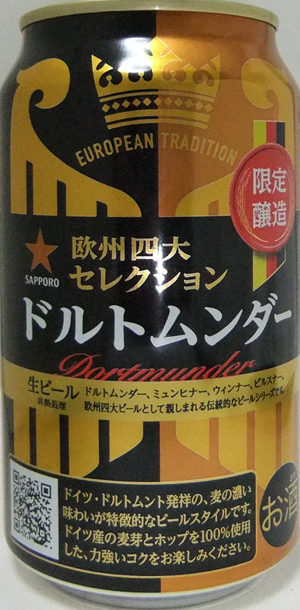 EUROPEAN TRADITION
限定
醸造
SAPPORO
欧州四大
セレクション
ドルトムンダー
Dortmunder
生ビール
非熱処理
ドルトムンダー、ミュンヒナー、ウィンナー、ピルスナー。
欧州四大ビールとして親しまれる伝統的なビールシリーズで
ドイツ・ドルトムント発祥の、麦の濃い
味わいが特徴的なビールスタイルです。
ドイツ産の麦芽とホップを100%使用
した、力強いコクをお楽しみください。
お酒